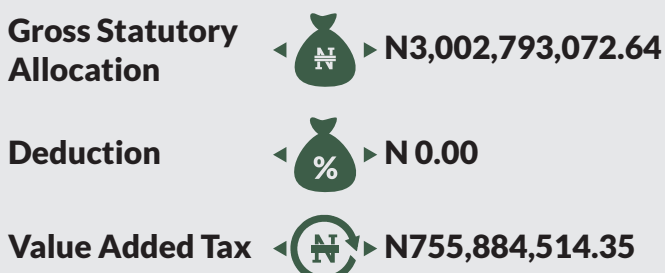 Gross Statutory
Allocation
₦
N3,002,793,072.64
Deduction
%
N 0.00
Value Added Tax
₦
N755,884,514.35